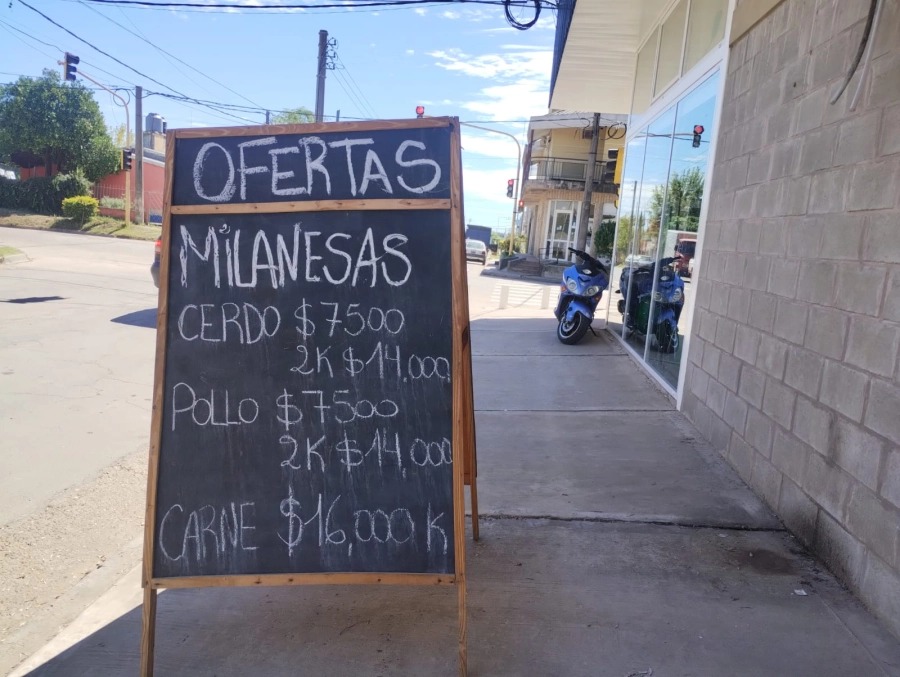 OFERTAS
MILANESAS
CERDO $7500
2K $14.000
POLLO $7500
2K $14,000
CARNE $16,000 K